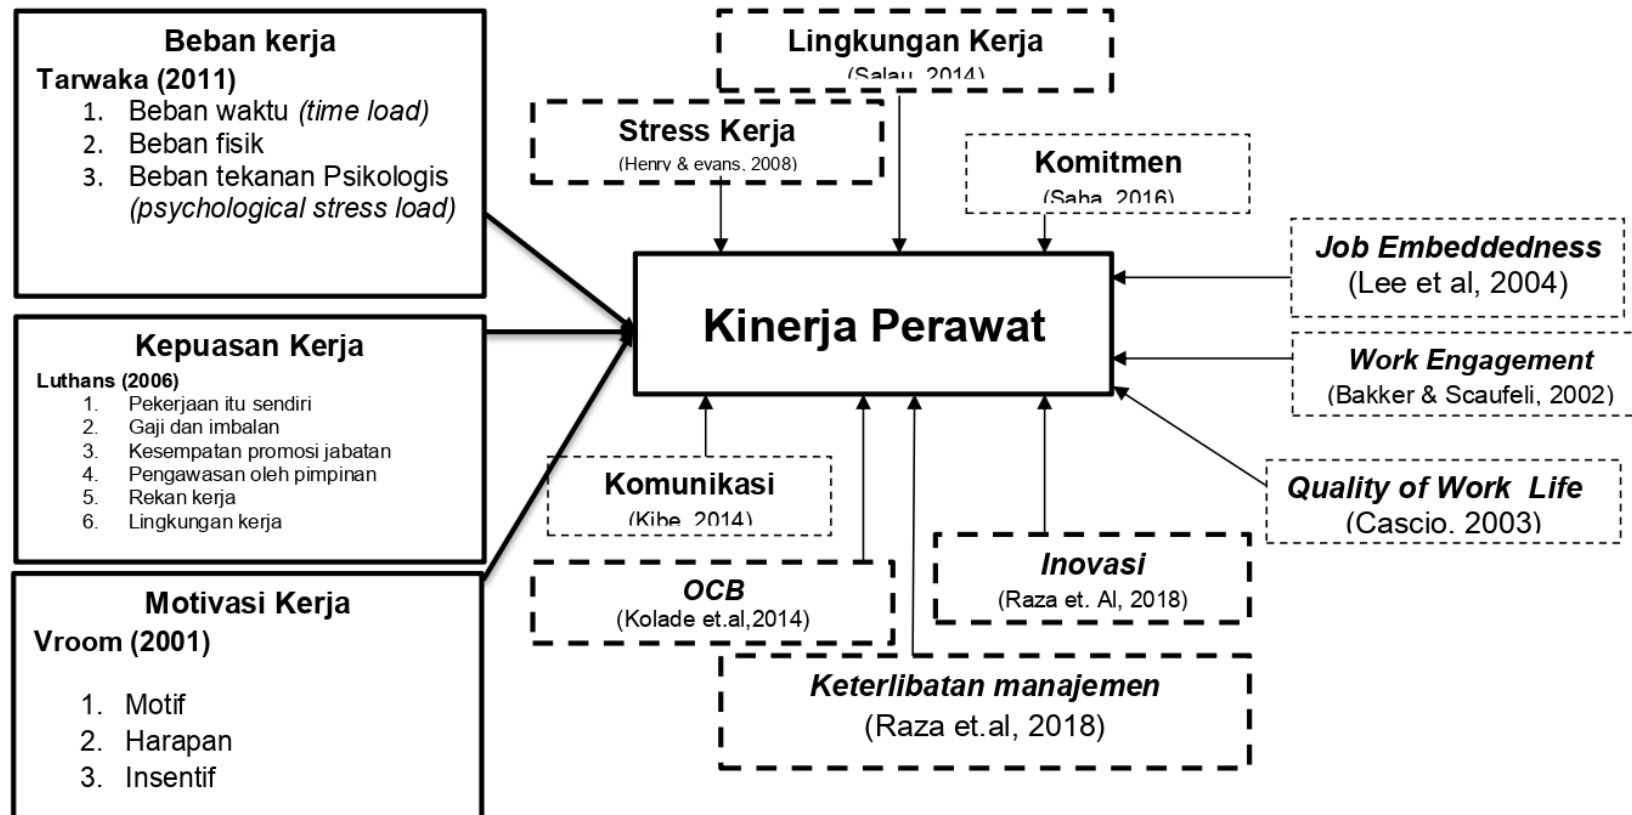 Beban kerja
Tarwaka (2011)
1. Beban waktu (time load)
2. Beban fisik
3. Beban tekanan Psikologis
(psychological stress load)
Kepuasan Kerja
Luthans (2006)
1. Pekerjaan itu sendiri
2. Gaji dan imbalan
3. Kesempatan promosi jabatan
4. Pengawasan oleh pimpinan
5. Rekan kerja
6. Lingkungan kerja
Motivasi Kerja
Vroom (2001)
1. Motif
2. Harapan
3. Insentif
Lingkungan Kerja
(Salau, 2014)
Stress Kerja
(Henry & evans, 2008)
Komitmen
(Saha, 2016)
Kinerja Perawat
Job Embeddedness
(Lee et al, 2004)
Work Engagement
(Bakker & Scaufeli, 2002)
Quality of Work Life
(Cascio, 2003)
Komunikasi
(Kibe, 2014)
OCB
(Kolade et.al,2014)
Inovasi
(Raza et. Al, 2018)
Keterlibatan manajemen
(Raza et.al, 2018)